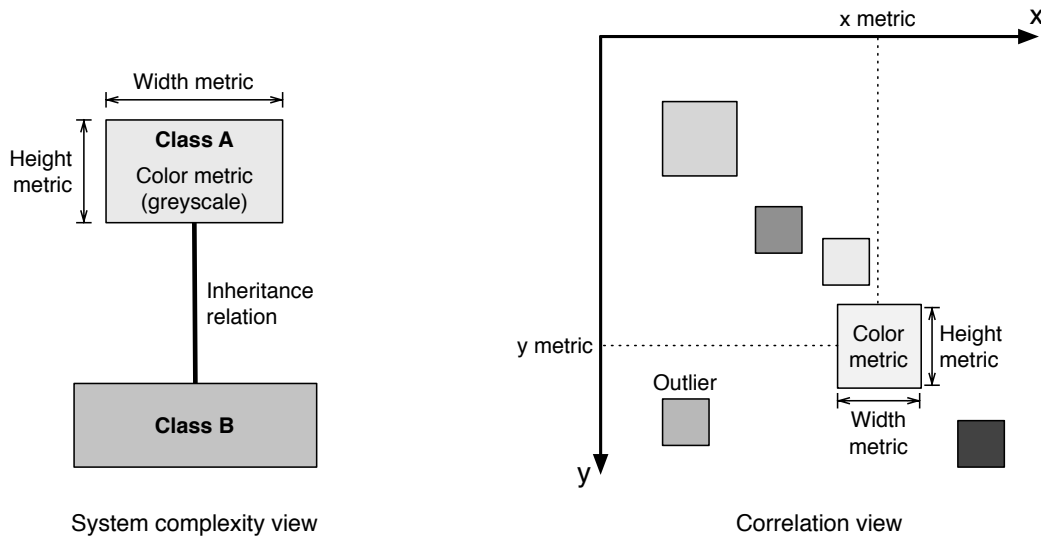 Width metric
Height
metric
Class A
Color metric
(greyscale)
Inheritance
relation
Class B
System complexity view
x metric
x
y metric
Color
metric
Height
metric
Outlier
Width
metric
y
Correlation view